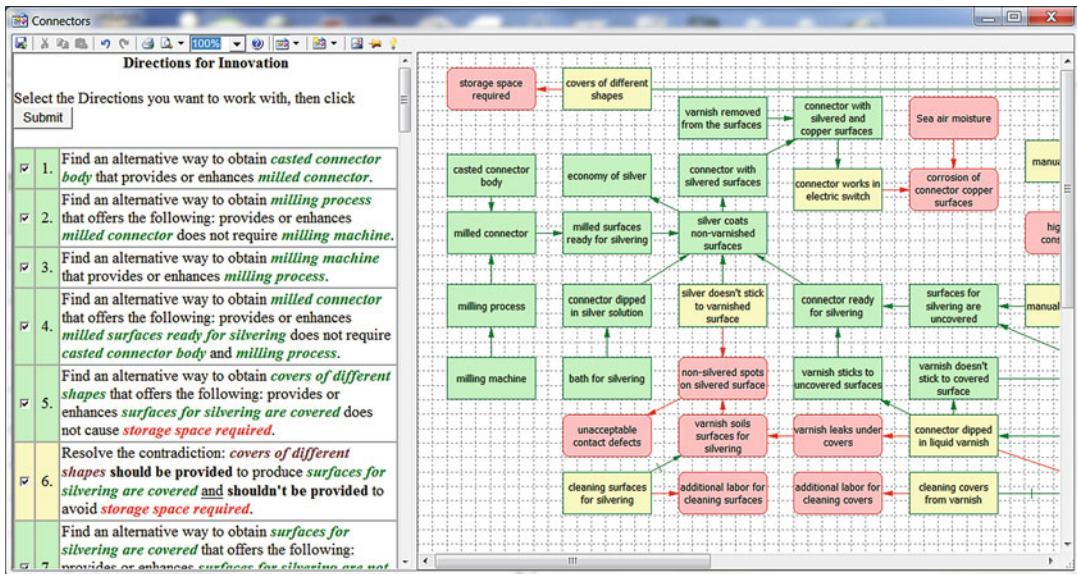 Connectors
100%
Directions for Innovation
Select the Directions you want to work with, then click
Submit
1.
Find an alternative way to obtain casted connector
body that provides or enhances milled connector.
2.
Find an alternative way to obtain milling process
that offers the following: provides or enhances
milled connector does not require milling machine.
3.
Find an alternative way to obtain milling machine
that provides or enhances milling process.
4.
Find an alternative way to obtain milled connector
that offers the following: provides or enhances
milled surfaces ready for silvering does not require
casted connector body and milling process.
5.
Find an alternative way to obtain covers of different
shapes that offers the following: provides or
enhances surfaces for silvering are covered does
not cause storage space required.
6.
Resolve the contradiction: covers of different
shapes should be provided to produce surfaces for
silvering are covered and shouldn't be provided to
avoid storage space required.
7.
Find an alternative way to obtain surfaces for
silvering are covered that offers the following:
provides or enhances surfaces for silvering are not
storage space
required
covers of different
shapes
varnish removed
from the surfaces
connector with
silvered and
copper surfaces
Sea air moisture
casted connector
body
economy of silver
connector with
silvered surfaces
connector works in
electric switch
corrosion of
connector copper
surfaces
manua
milled connector
milled surfaces
ready for silvering
silver coats
non-varnished
surfaces
hig
cons
milling process
connector dipped
in silver solution
silver doesn't stick
to varnished
surface
connector ready
for silvering
surfaces for
silvering are
uncovered
manual
milling machine
bath for silvering
non-silvered spots
on silvered surface
varnish sticks to
uncovered surfaces
varnish doesn't
stick to covered
surface
unacceptable
contact defects
varnish soils
surfaces for
silvering
varnish leaks under
covers
connector dipped
in liquid varnish
cleaning surfaces
for silvering
additional labor for
cleaning surfaces
additional labor for
cleaning covers
cleaning covers
from varnish